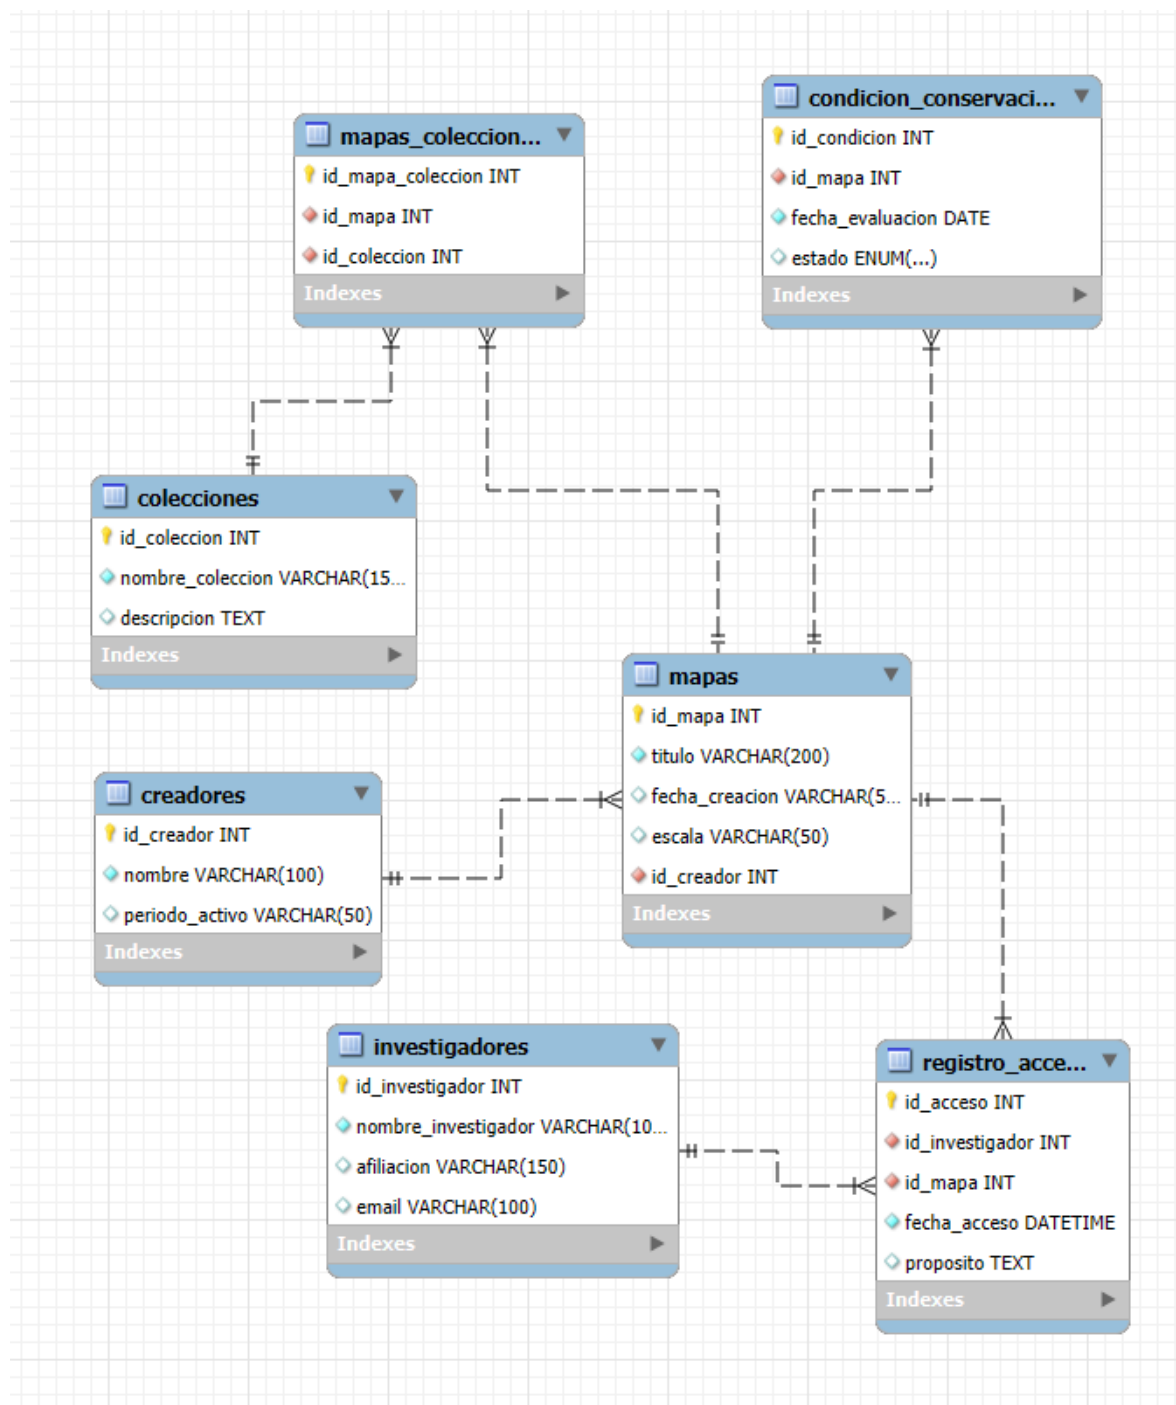 mapas_coleccion...
id_mapa_coleccion INT
id_mapa INT
id_coleccion INT
Indexes
condicion_conservaci...
id_condicion INT
id_mapa INT
fecha_evaluacion DATE
estado ENUM(...)
Indexes
colecciones
id_coleccion INT
nombre_coleccion VARCHAR(15...
descripcion TEXT
Indexes
mapas
id_mapa INT
titulo VARCHAR(200)
fecha_creacion VARCHAR(5...
escala VARCHAR(50)
id_creador INT
Indexes
creadores
id_creador INT
nombre VARCHAR(100)
periodo_activo VARCHAR(50)
Indexes
investigadores
id_investigador INT
nombre_investigador VARCHAR(10...
afiliacion VARCHAR(150)
email VARCHAR(100)
Indexes
registro_acce...
id_acceso INT
id_investigador INT
id_mapa INT
fecha_acceso DATETIME
proposito TEXT
Indexes